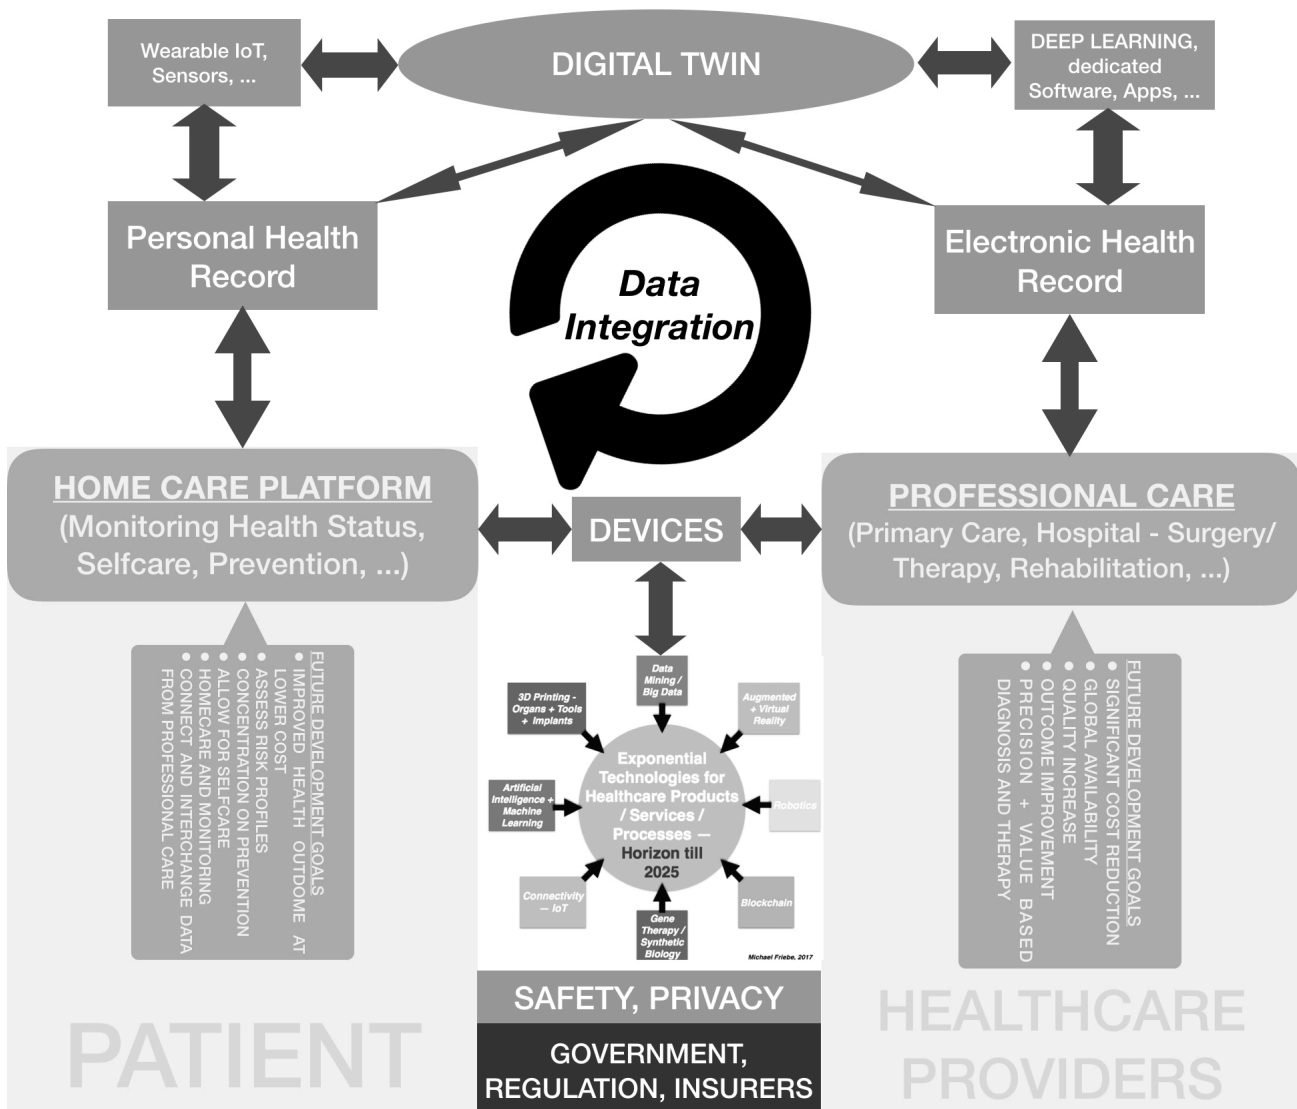 Wearable IoT,
Sensors, ...
DIGITAL TWIN
DEEP LEARNING,
dedicated
Software, Apps, ...
Personal Health
Record
Data
Integration
Electronic Health
Record
HOME CARE PLATFORM
(Monitoring Health Status,
Selfcare, Prevention, ...)
DEVICES
PROFESSIONAL CARE
(Primary Care, Hospital - Surgery/
Therapy, Rehabilitation, ...)
FUTURE DEVELOPMENT GOALS
• IMPROVED HEALTH OUTDOME AT
LOWER COST
• ASSESS RISK PROFILES
• CONCENTRATION ON PREVENTION
• ALLOW FOR SELFCARE
• HOMECARE AND MONITORING
• CONNECT AND INTERCHANGE DATA
FROM PROFESSIONAL CARE
Data
Mining /
Big Data
3D Printing -
Organs + Tools
+ Implants
Augmented
+ Virtual
Reality
Exponential
Technologies for
Healthcare Products
/ Services /
Processes —
Horizon till
2025
Artificial
Intelligence +
Machine
Learning
Robotics
Connectivity
— IoT
Blockchain
Gene
Therapy /
Synthetic
Biology
Michael Friebe, 2017
FUTURE DEVELOPMENT GOALS
• SIGNIFICANT COST REDUCTION
• GLOBAL AVAILABILITY
• QUALITY INCREASE
• OUTCOME IMPROVEMENT
• PRECISION + VALUE BASED
DIAGNOSIS AND THERAPY
PATIENT
SAFETY, PRIVACY
GOVERNMENT,
REGULATION, INSURERS
HEALTHCARE
PROVIDERS